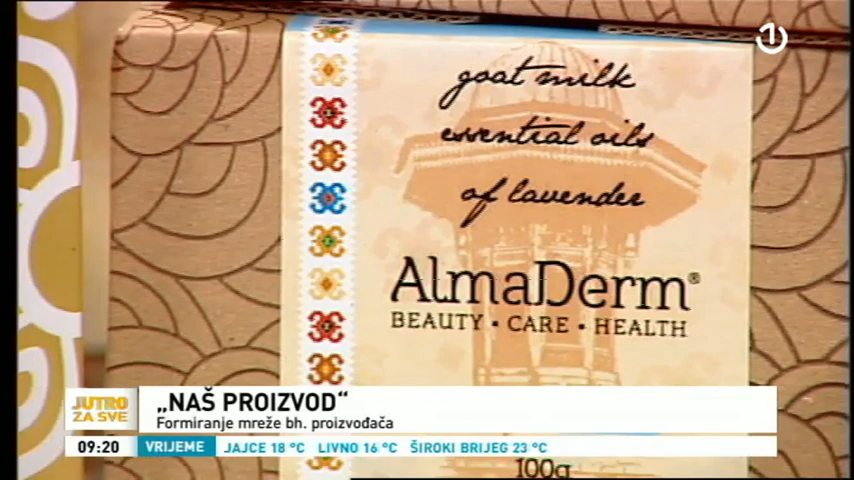 1
goat milk
essential oils
of lavender
AlmaDerm®
BEAUTY • CARE • HEALTH
JUTRO
ZA SVE
„NAŠ PROIZVOD“
Formiranje mreže bh. proizvođača
09:20 VRIJEME JAJCE 18 °C LIVNO 16 °C ŠIROKI BRIJEG 23 °C
100g